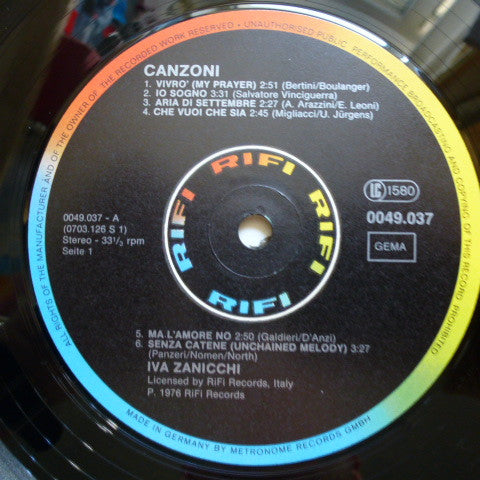 ALL RIGHTS OF THE MANUFACTURER AND OF THE OWNER OF THE RECORDED WORK RESERVED • UNAUTHORISED PUBLIC PERFORMANCE BROADCASTING AND COPYING OF THIS RECORD PROHIBITED
CANZONI
1. VIVRO' (MY PRAYER) 2:51 (Bertini/Boulanger)
2. IO SOGNO 3:31 (Salvatore Vinciguerra)
3. ARIA DI SETTEMBRE 2:27 (A. Arazzini/E. Leoni)
4. CHE VUOI CHE SIA 2:45 (Migliacci/U. Jürgens)
RIFI RIFI RIFI RIFI RIFI RIFI
0049.037 - A
(0703.126 S 1)
Stereo - 33⅓ rpm
Seite 1
LC 1580
0049.037
GEMA
5. MA L'AMORE NO 2:50 (Galdieri/D'Anzi)
6. SENZA CATENE (UNCHAINED MELODY) 3:27
(Panzeri/Nomen/North)
IVA ZANICCHI
Licensed by RiFi Records, Italy
P. 1976 RiFi Records
MADE IN GERMANY BY METRONOME RECORDS GMBH